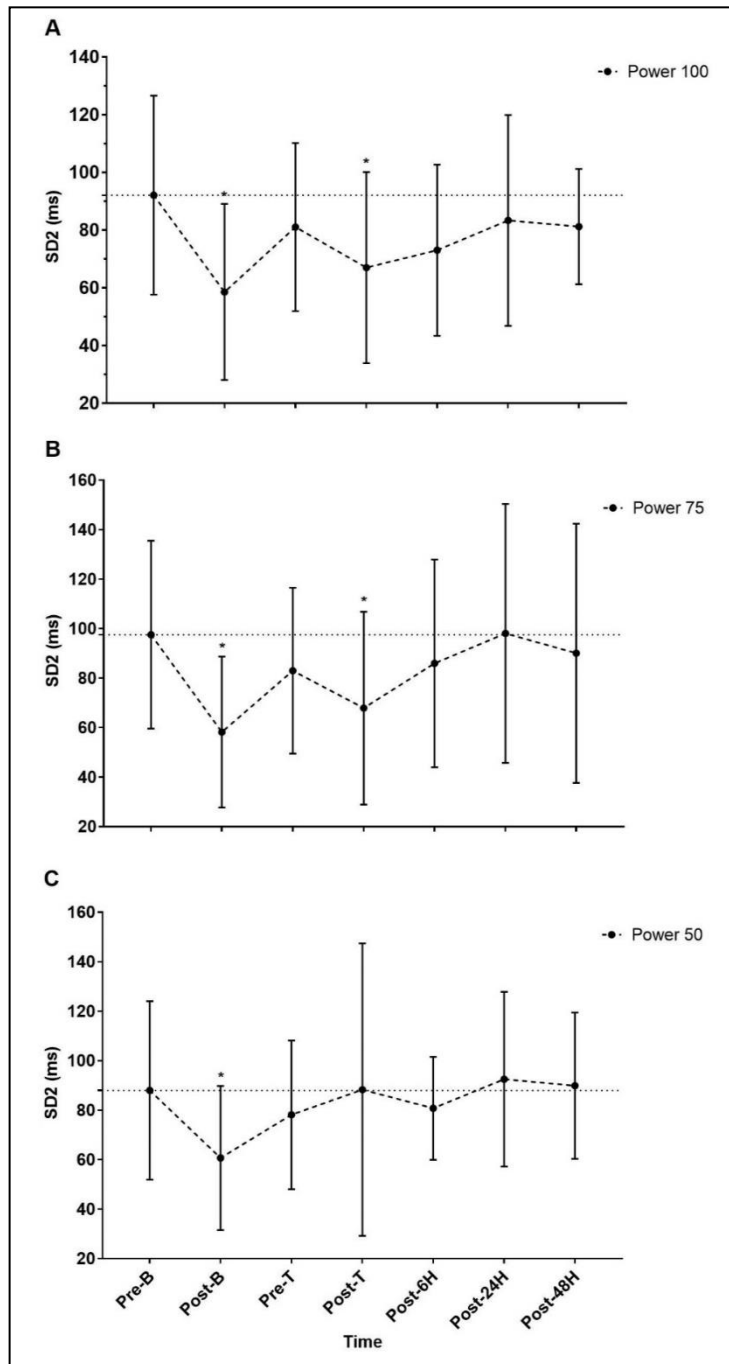 A
140
120
100
80
60
40
20
SD2 (ms)
Power 100
*
*
B
160
140
120
100
80
60
40
20
SD2 (ms)
Power 75
*
*
C
160
140
120
100
80
60
40
20
SD2 (ms)
Power 50
*
Pre-B
Post-B
Pre-T
Post-T
Post-6H
Post-24H
Post-48H
Time